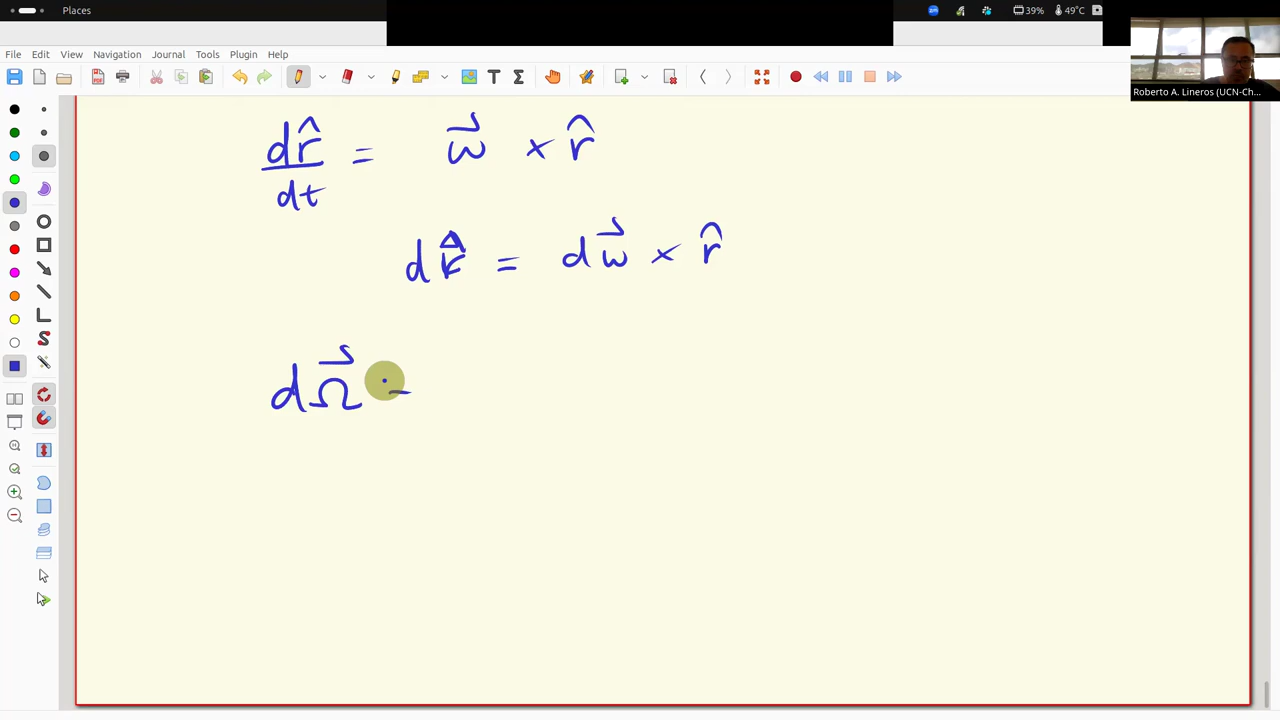 Places
39% 49°C
File Edit View Navigation Journal Tools Plugin Help
Roberto A. Lineros (UCN-Ch...
dr̂/dt = w⃗ × r̂
dr̂ = dw⃗ × r̂
dΩ⃗ =